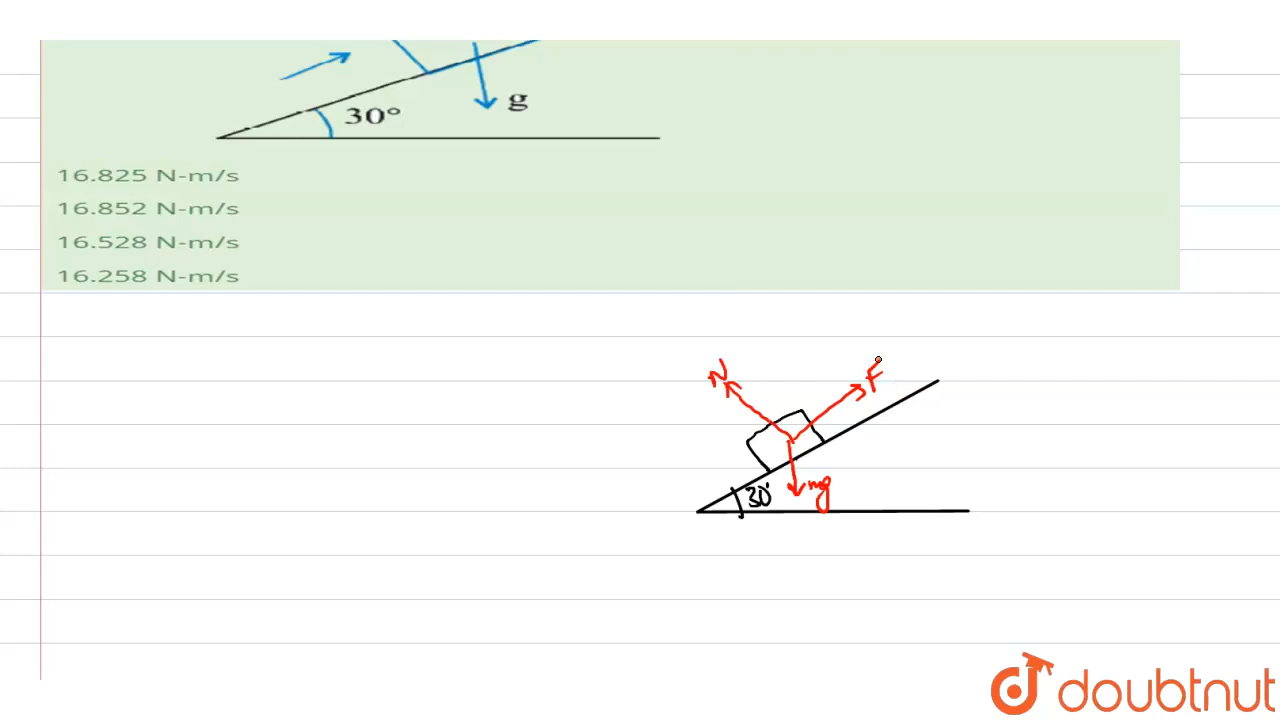 g
30°
16.825 N-m/s
16.852 N-m/s
16.528 N-m/s
16.258 N-m/s
N
F
mg
30°
doubtnut